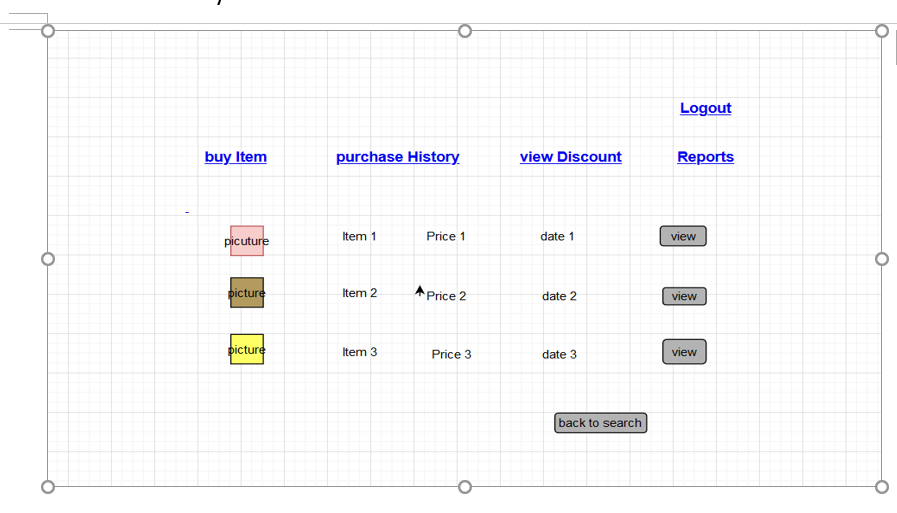 Logout
buy Item purchase History view Discount Reports
picuture Item 1 Price 1 date 1 view
picture Item 2 Price 2 date 2 view
picture Item 3 Price 3 date 3 view
back to search